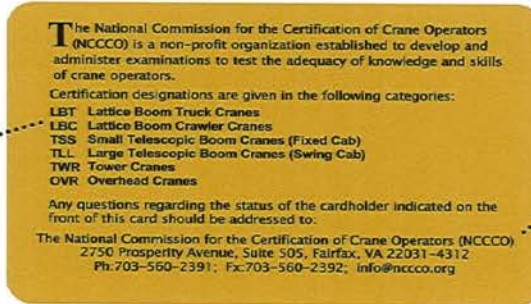 The National Commission for the Certification of Crane Operators
(NCCCO) is a non-profit organization established to develop and
administer examinations to test the adequacy of knowledge and skills
of crane operators.
Certification designations are given in the following categories:
LBT Lattice Boom Truck Cranes
LBC Lattice Boom Crawler Cranes
TSS Small Telescopic Boom Cranes (Fixed Cab)
TLL Large Telescopic Boom Cranes (Swing Cab)
TWR Tower Cranes
OVR Overhead Cranes
Any questions regarding the status of the cardholder indicated on the
front of this card should be addressed to:
The National Commission for the Certification of Crane Operators (NCCCO)
2750 Prosperity Avenue, Suite 505, Fairfax, VA 22031-4312
Ph:703-560-2391; Fx:703-560-2392; info@nccco.org